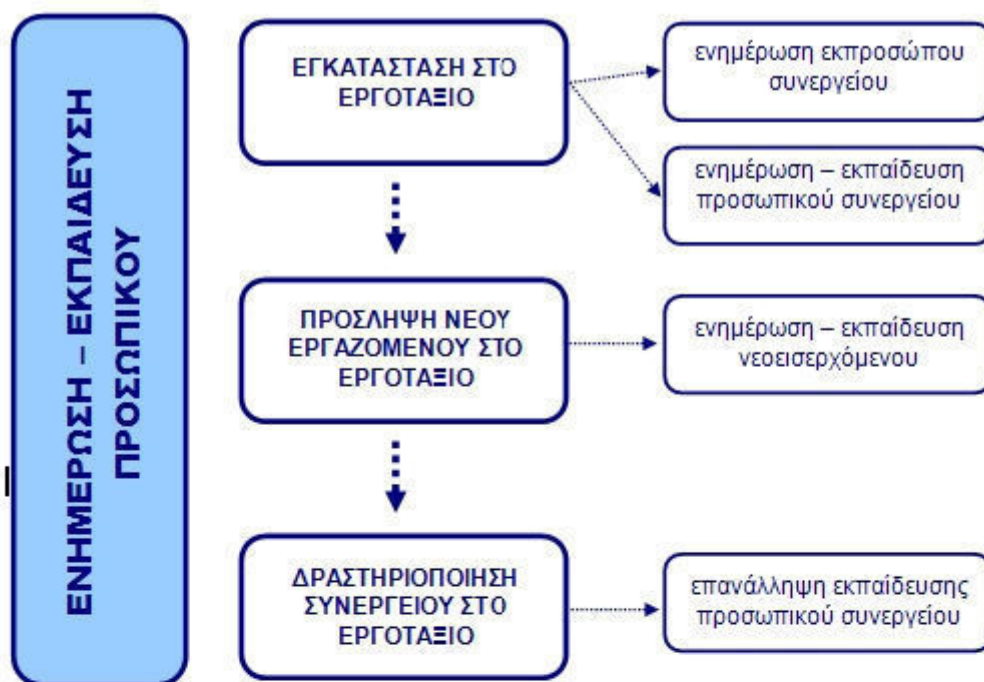 ΕΝΗΜΕΡΩΣΗ – ΕΚΠΑΙΔΕΥΣΗ
ΠΡΟΣΩΠΙΚΟΥ
ΕΓΚΑΤΑΣΤΑΣΗ ΣΤΟ
ΕΡΓΟΤΑΞΙΟ
ενημέρωση εκπροσώπου
συνεργείου
ενημέρωση – εκπαίδευση
προσωπικού συνεργείου
ΠΡΟΣΛΗΨΗ ΝΕΟΥ
ΕΡΓΑΖΟΜΕΝΟΥ ΣΤΟ
ΕΡΓΟΤΑΞΙΟ
ενημέρωση – εκπαίδευση
νεοεισερχόμενου
ΔΡΑΣΤΗΡΙΟΠΟΙΗΣΗ
ΣΥΝΕΡΓΕΙΟΥ ΣΤΟ
ΕΡΓΟΤΑΞΙΟ
επανάλληψη εκπαίδευσης
προσωπικού συνεργείου